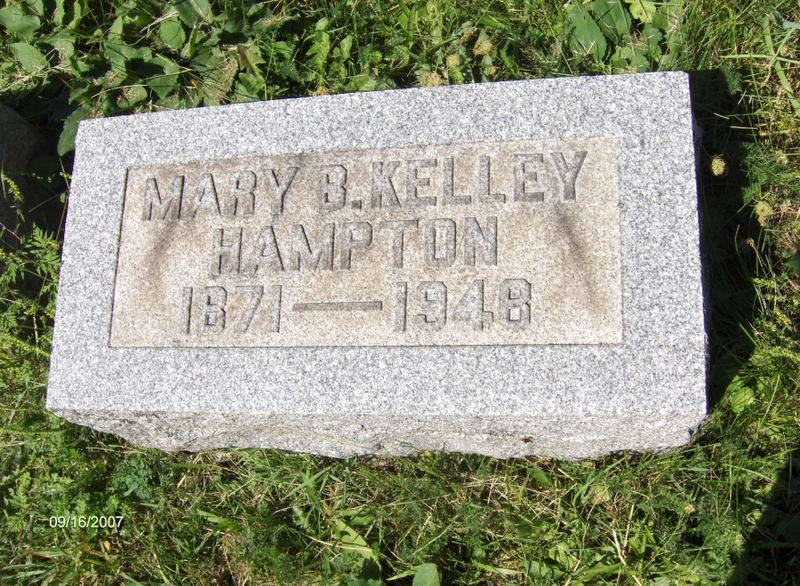 MARY B. KELLEY
HAMPTON
1871 — 1948
09/16/2007